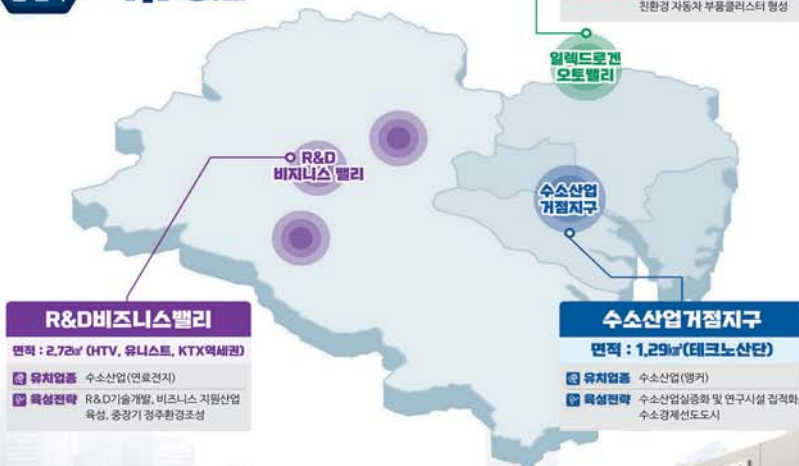 친환경 자동차 부품클러스터 형성
일렉드로겐
오토밸리
R&D
비지니스 밸리
수소산업
거점지구
R&D비즈니스밸리
면적 : 2.72㎢ (HTV, 유니스트, KTX역세권)
유치업종 수소산업(연료전지)
육성전략 R&D기술개발, 비즈니스 지원산업
육성, 중장기 정주환경조성
수소산업거점지구
면적 : 1.29㎢(테크노산단)
유치업종 수소산업(앵커)
육성전략 수소산업실증화 및 연구시설 집적화
수소경제선도도시